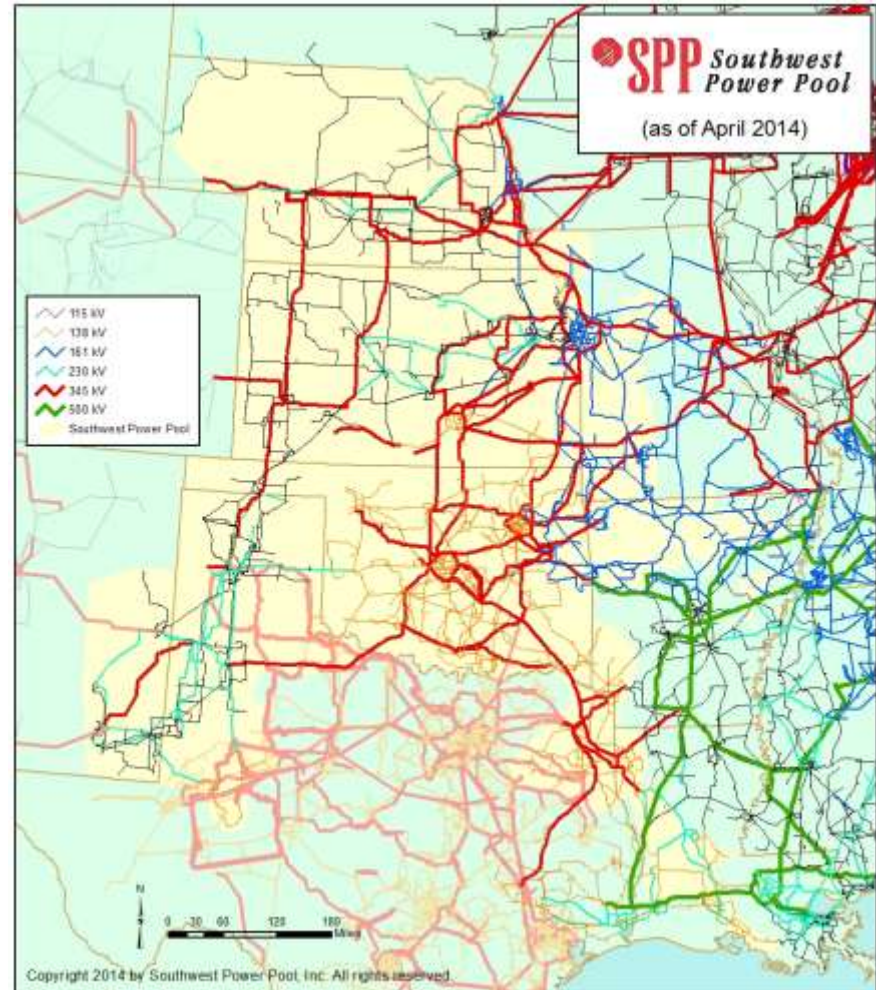 SPP Southwest
Power Pool
(as of April 2014)
115 kV
138 kV
161 kV
230 kV
345 kV
500 kV
Southwest Power Pool
N
0 30 60 120 180
Miles
Copyright 2014 by Southwest Power Pool, Inc. All rights reserved.